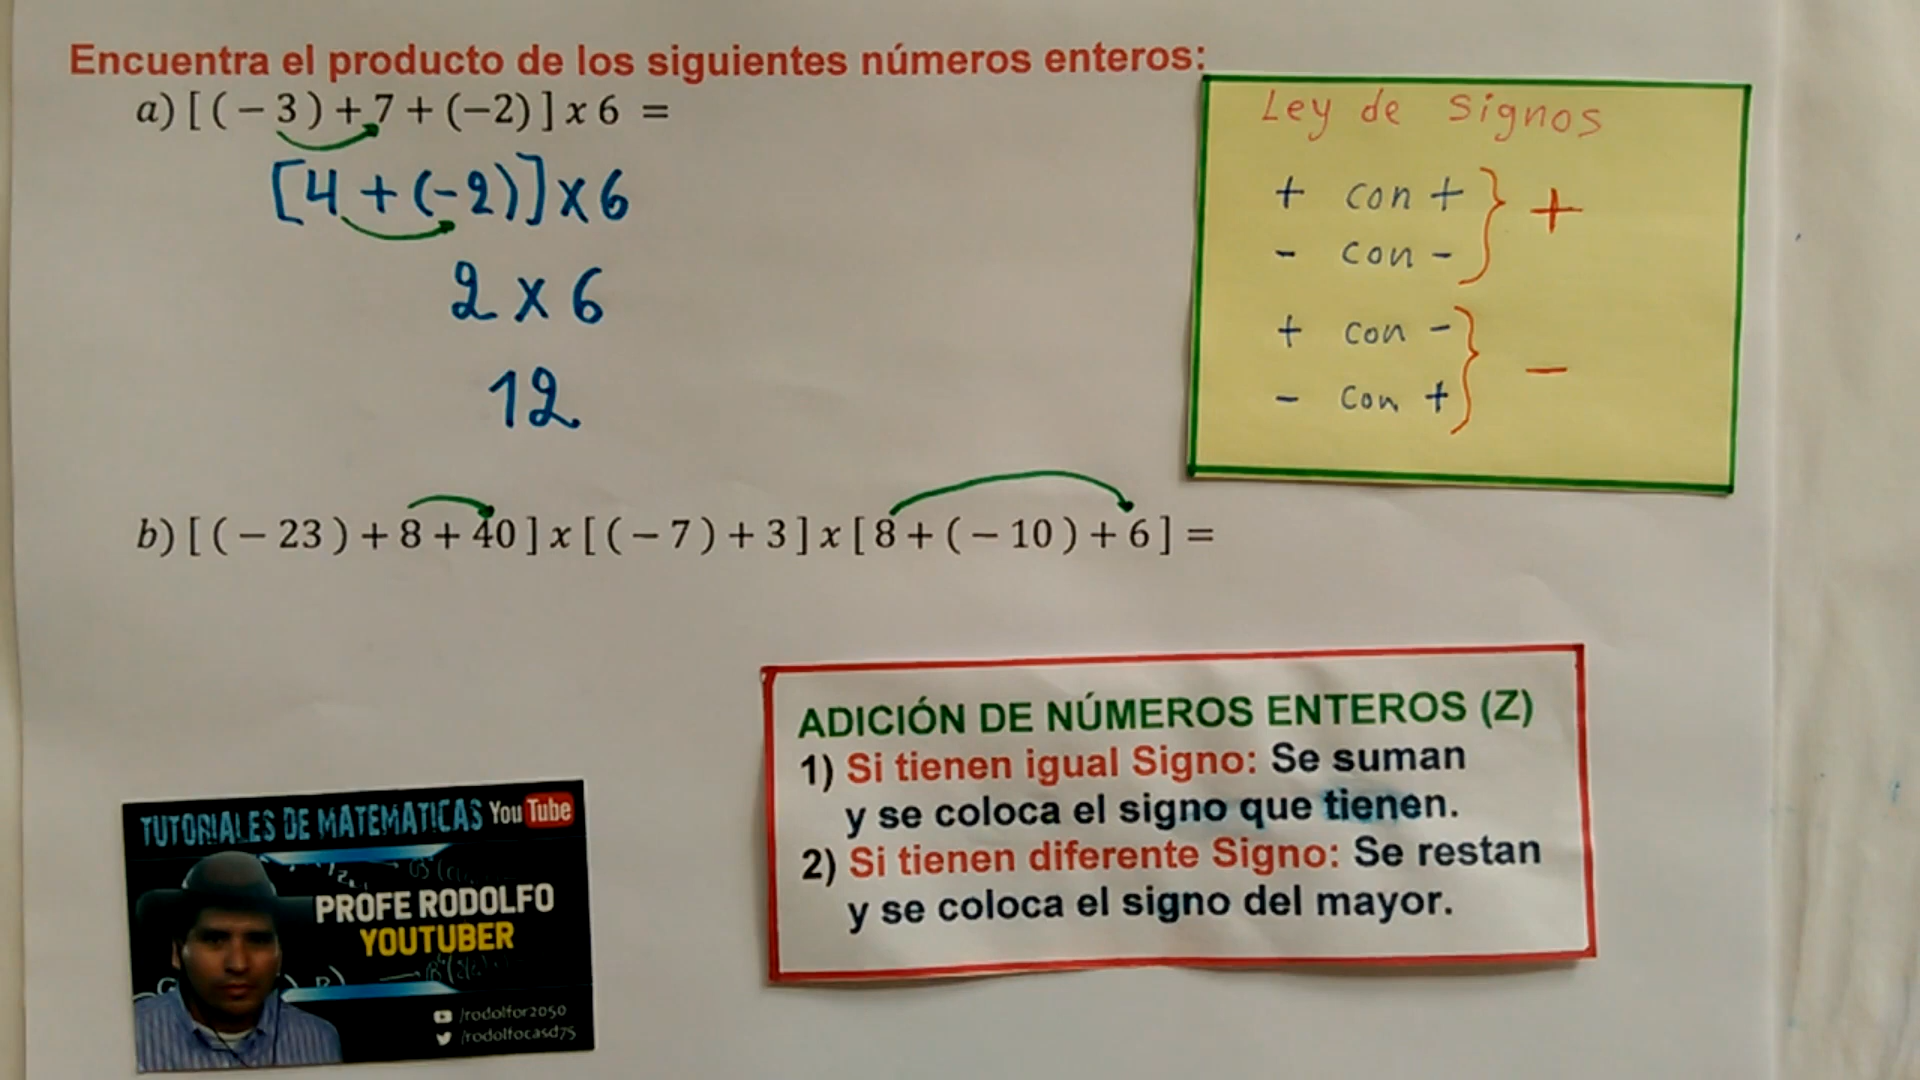 Encuentra el producto de los siguientes números enteros:
a) [ ( − 3 ) + 7 + (−2) ] x 6 =
[4 + (-2)] x 6
2 x 6
12
Ley de Signos
+ con + } +
- con -
+ con - } -
- con +
b) [ ( − 23 ) + 8 + 40 ] x [ ( − 7 ) + 3 ] x [ 8 + ( − 10 ) + 6 ] =
ADICIÓN DE NÚMEROS ENTEROS (Z)
1) Si tienen igual Signo: Se suman
y se coloca el signo que tienen.
2) Si tienen diferente Signo: Se restan
y se coloca el signo del mayor.
TUTORIALES DE MATEMATICAS YouTube
PROFE RODOLFO
YOUTUBER
/rodolfor2050
/rodolfocasd75